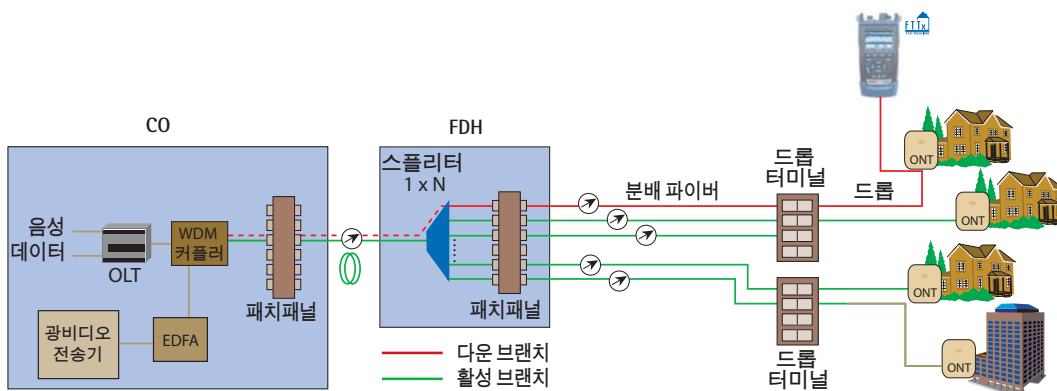 FTTx
CO
FDH
스플리터
1 x N
음성
데이터
OLT
WDM
커플러
패치패널
광비디오
전송기
EDFA
패치패널
분배 파이버
드롭
터미널
드롭
ONT
ONT
ONT
ONT
드롭
터미널
다운 브랜치
활성 브랜치